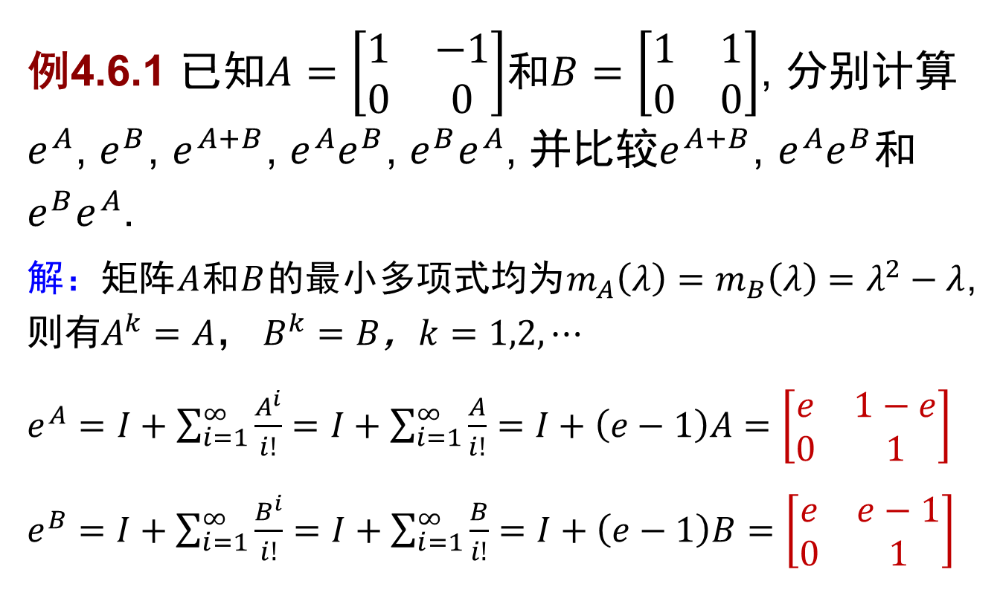 例4.6.1 已知$A = \begin{bmatrix} 1 & -1 \\ 0 & 0 \end{bmatrix}$和$B = \begin{bmatrix} 1 & 1 \\ 0 & 0 \end{bmatrix}$, 分别计算
$e^{A}$, $e^{B}$, $e^{A+B}$, $e^{A}e^{B}$, $e^{B}e^{A}$, 并比较$e^{A+B}$, $e^{A}e^{B}$和
$e^{B}e^{A}$.
解：矩阵$A$和$B$的最小多项式均为$m_A(\lambda) = m_B(\lambda) = \lambda^2 - \lambda$,
则有$A^k = A$， $B^k = B$，$k = 1,2,\cdots$
$e^{A} = I + \sum_{i=1}^{\infty} \frac{A^i}{i!} = I + \sum_{i=1}^{\infty} \frac{A}{i!} = I + (e-1)A = \begin{bmatrix} e & 1-e \\ 0 & 1 \end{bmatrix}$
$e^{B} = I + \sum_{i=1}^{\infty} \frac{B^i}{i!} = I + \sum_{i=1}^{\infty} \frac{B}{i!} = I + (e-1)B = \begin{bmatrix} e & e-1 \\ 0 & 1 \end{bmatrix}$